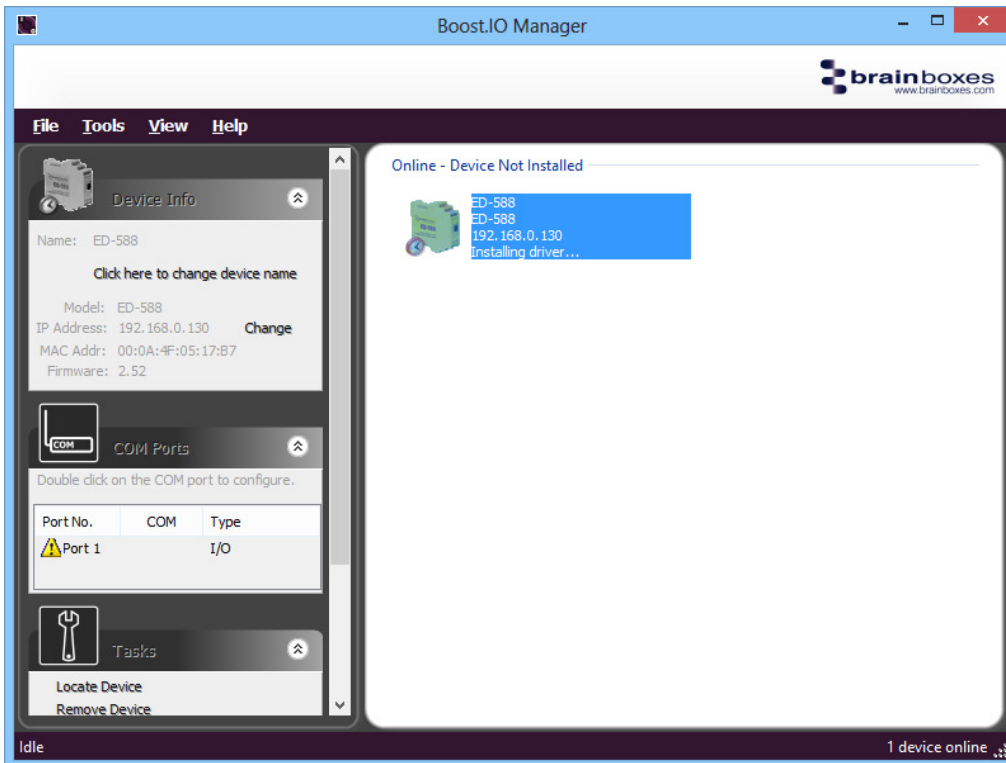 Boost.IO Manager
brainboxes
www.brainboxes.com
File Tools View Help
Device Info
Name: ED-588
Click here to change device name
Model: ED-588
IP Address: 192.168.0.130 Change
MAC Addr: 00:0A:4F:05:17:B7
Firmware: 2.52
COM
COM Ports
Double click on the COM port to configure.
Port No. COM Type
Port 1 I/O
Tasks
Locate Device
Remove Device
Online - Device Not Installed
ED-588
ED-588
192.168.0.130
Installing driver...
Idle
1 device online